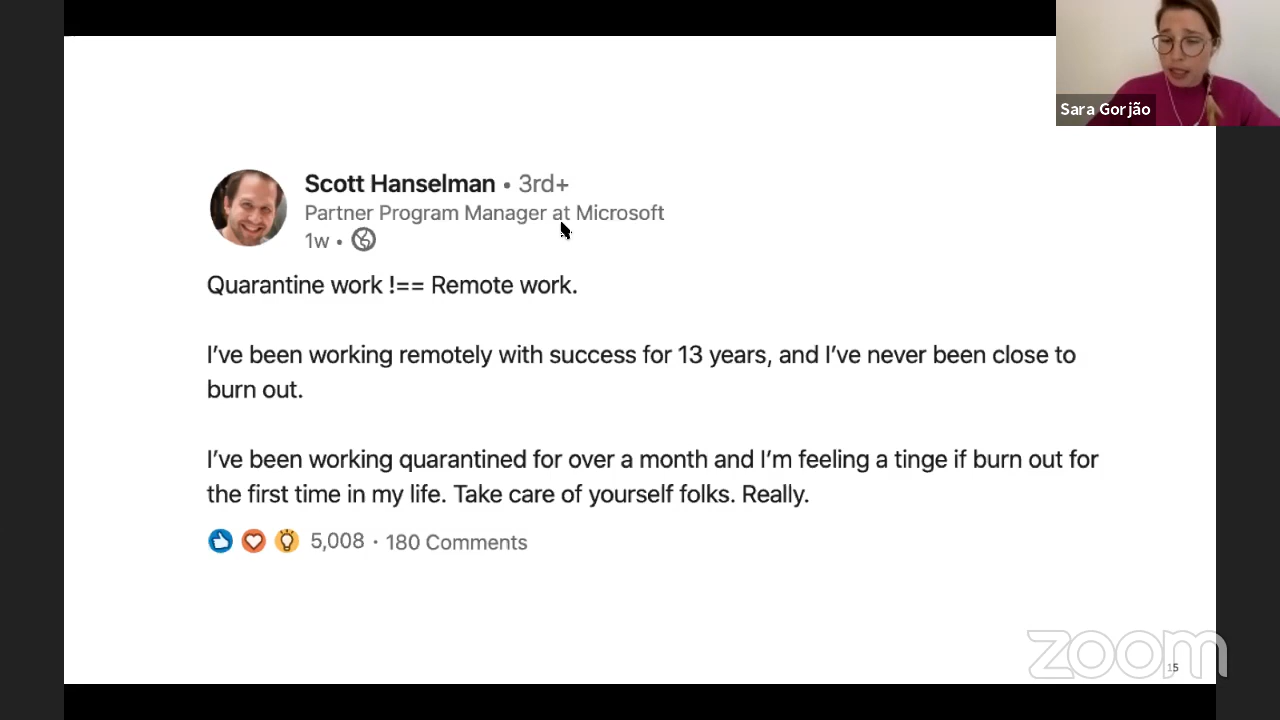 Sara Gorjão
Scott Hanselman • 3rd+
Partner Program Manager at Microsoft
1w •
Quarantine work !== Remote work.
I’ve been working remotely with success for 13 years, and I’ve never been close to
burn out.
I’ve been working quarantined for over a month and I’m feeling a tinge if burn out for
the first time in my life. Take care of yourself folks. Really.
5,008 · 180 Comments
zoom
15